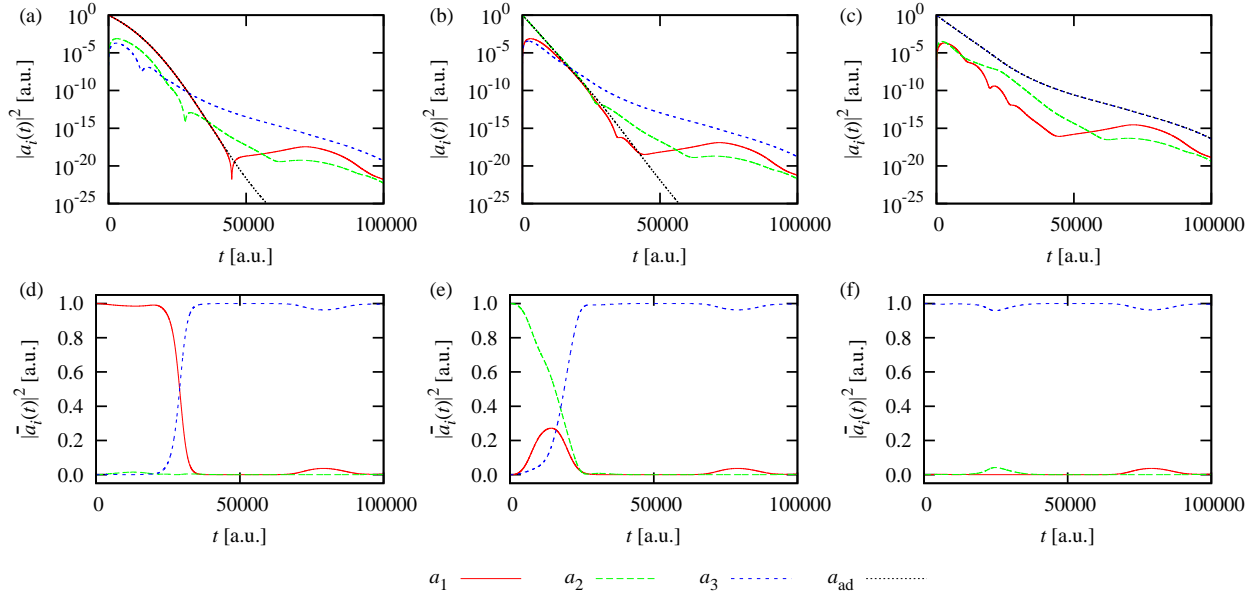 (a)
10^0
10^-5
10^-10
10^-15
10^-20
10^-25
|a_i(t)|^2 [a.u.]
0 50000 100000
t [a.u.]
(b)
10^0
10^-5
10^-10
10^-15
10^-20
10^-25
|a_i(t)|^2 [a.u.]
0 50000 100000
t [a.u.]
(c)
10^0
10^-5
10^-10
10^-15
10^-20
10^-25
|a_i(t)|^2 [a.u.]
0 50000 100000
t [a.u.]
(d)
1.0
0.8
0.6
0.4
0.2
0.0
|a̅_i(t)|^2 [a.u.]
0 50000 100000
t [a.u.]
(e)
1.0
0.8
0.6
0.4
0.2
0.0
|a̅_i(t)|^2 [a.u.]
0 50000 100000
t [a.u.]
(f)
1.0
0.8
0.6
0.4
0.2
0.0
|a̅_i(t)|^2 [a.u.]
0 50000 100000
t [a.u.]
a_1 a_2 a_3 a_ad